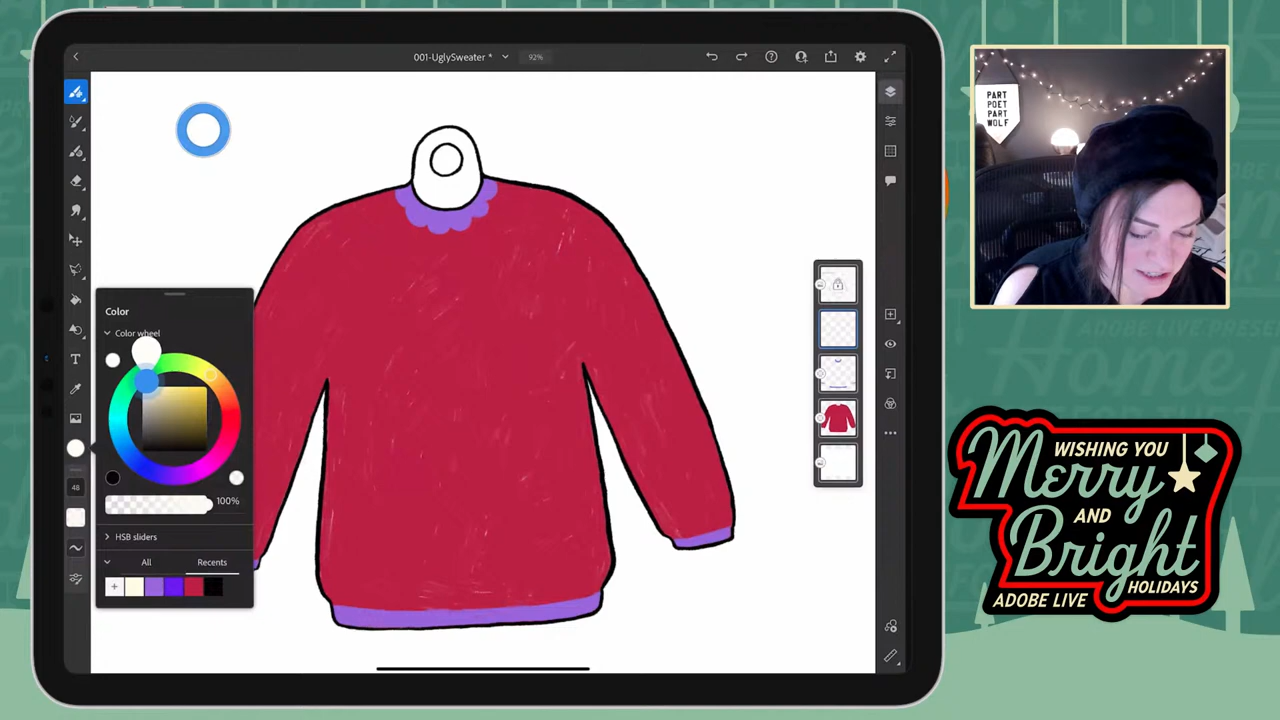 001-UglySweater *
92%
PART
POET
PART
WOLF
Color
Color wheel
100%
HSB sliders
All
Recents
48
T
WISHING YOU
Merry
AND
Bright
HOLIDAYS
ADOBE LIVE